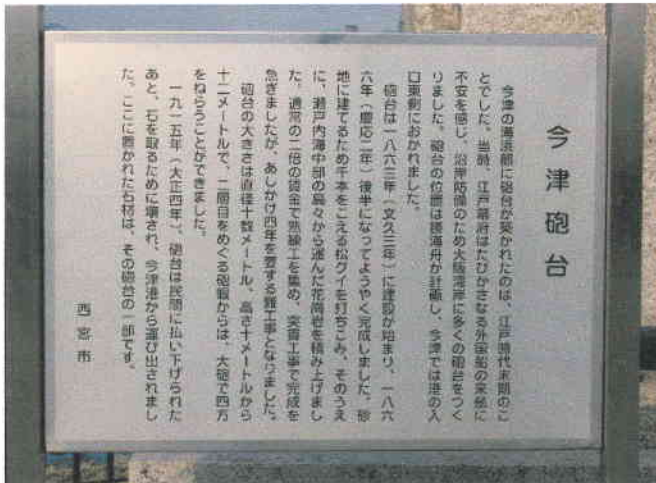 今津砲台
今津の海浜部に砲台が築かれたのは、江戸時代末期のこ
とでした。当時、江戸幕府はたびかさなる外国船の来航に
不安を感じ、沿岸防備のため大阪湾岸に多くの砲台をつく
りました。砲台の位置は勝海舟が計画し、今津では港の入
口東側におかれました。
砲台は一八六三年(文久三年)に建設が始まり、一八六
六年(慶応二年)後半になってようやく完成しました。砂
地に建てるため千本をこえる松グイを打ちこみ、そのうえ
に、瀬戸内海中部の島々から運んだ花崗岩を積み上げまし
た。通常の二倍の賃金で熟練工を集め、突貫工事で完成を
急ぎましたが、あしかけ四年を要する難工事となりました。
砲台の大きさは直径十数メートル、高さ十メートルから
十二メートルで、二層目をめぐる砲眼からは、大砲で四方
をねらうことができました。
一九一五年(大正四年)、砲台は民間に払い下げられた
あと、石を取るために壊され、今津港から運び出されまし
た。ここに置かれた石材は、その砲台の一部です。
西宮市